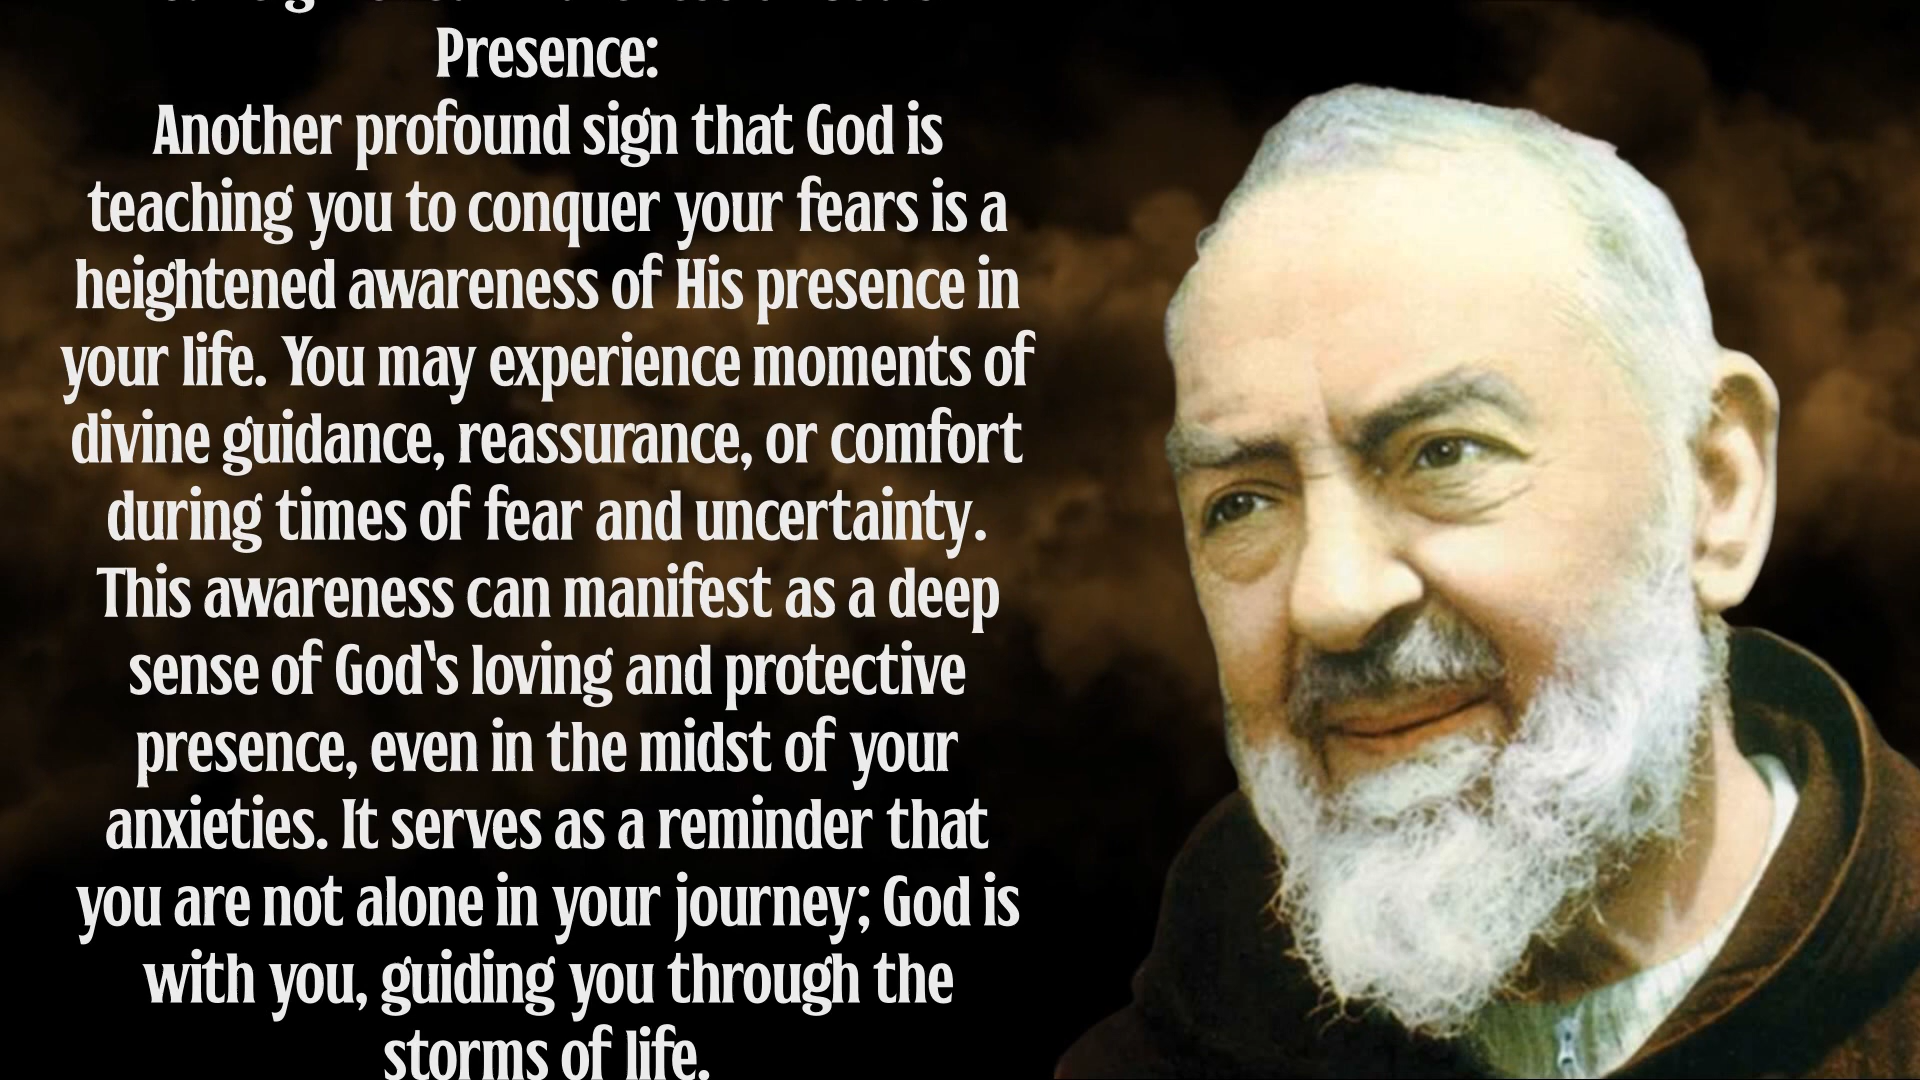 Presence:
Another profound sign that God is
teaching you to conquer your fears is a
heightened awareness of His presence in
your life. You may experience moments of
divine guidance, reassurance, or comfort
during times of fear and uncertainty.
This awareness can manifest as a deep
sense of God's loving and protective
presence, even in the midst of your
anxieties. It serves as a reminder that
you are not alone in your journey; God is
with you, guiding you through the
storms of life.